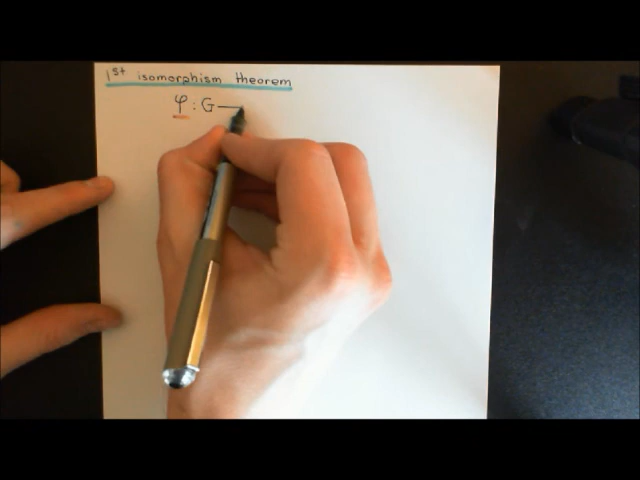 1st isomorphism theorem
φ : G —